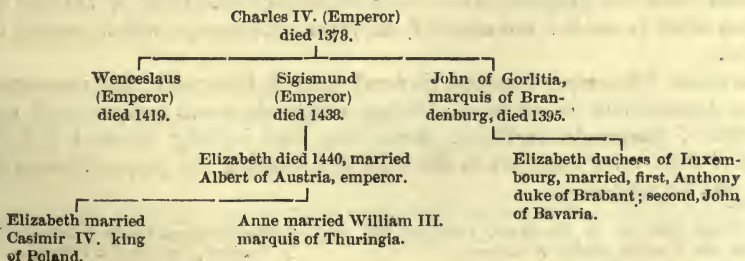 Charles IV. (Emperor)
died 1378.
Wenceslaus
(Emperor)
died 1419.
Sigismund
(Emperor)
died 1438.
John of Gorlitia,
marquis of Bran-
denburg, died 1395.
Elizabeth died 1440, married
Albert of Austria, emperor.
Elizabeth duchess of Luxem-
bourg, married, first, Anthony
duke of Brabant; second, John
of Bavaria.
Elizabeth married
Casimir IV. king
of Poland.
Anne married William III.
marquis of Thuringia.